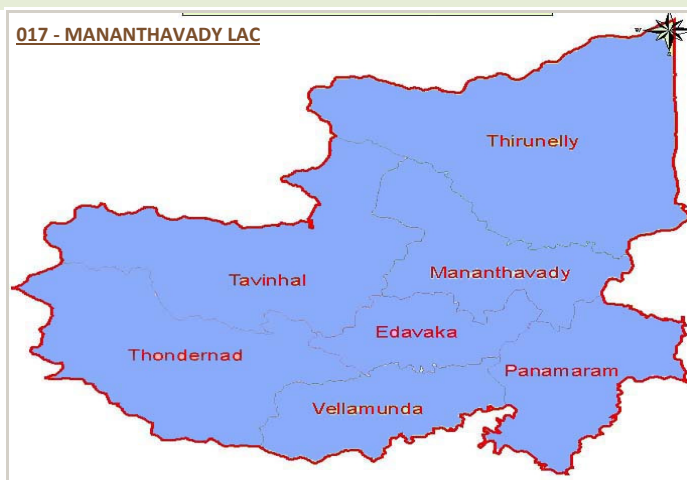 017 - MANANTHAVADY LAC
Thirunelly
Tavinhal
Mananthavady
Edavaka
Thondernad
Panamaram
Vellamunda